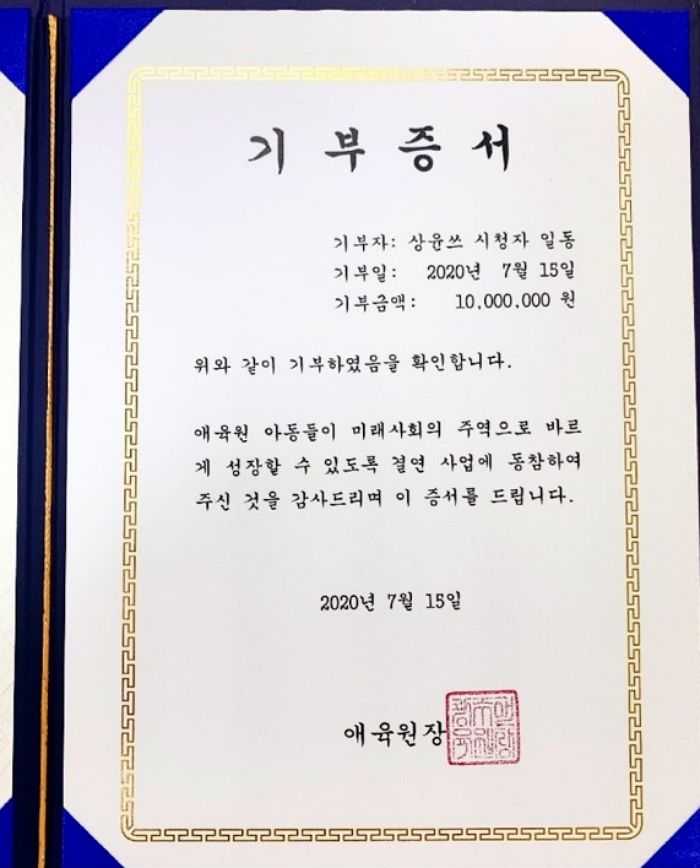 기부증서
기부자: 상윤쓰 시청자 일동
기부일: 2020년 7월 15일
기부금액: 10,000,000 원
위와 같이 기부하였음을 확인합니다.
애육원 아동들이 미래사회의 주역으로 바르
게 성장할 수 있도록 결연 사업에 동참하여
주신 것을 감사드리며 이 증서를 드립니다.
2020년 7월 15일
애육원장